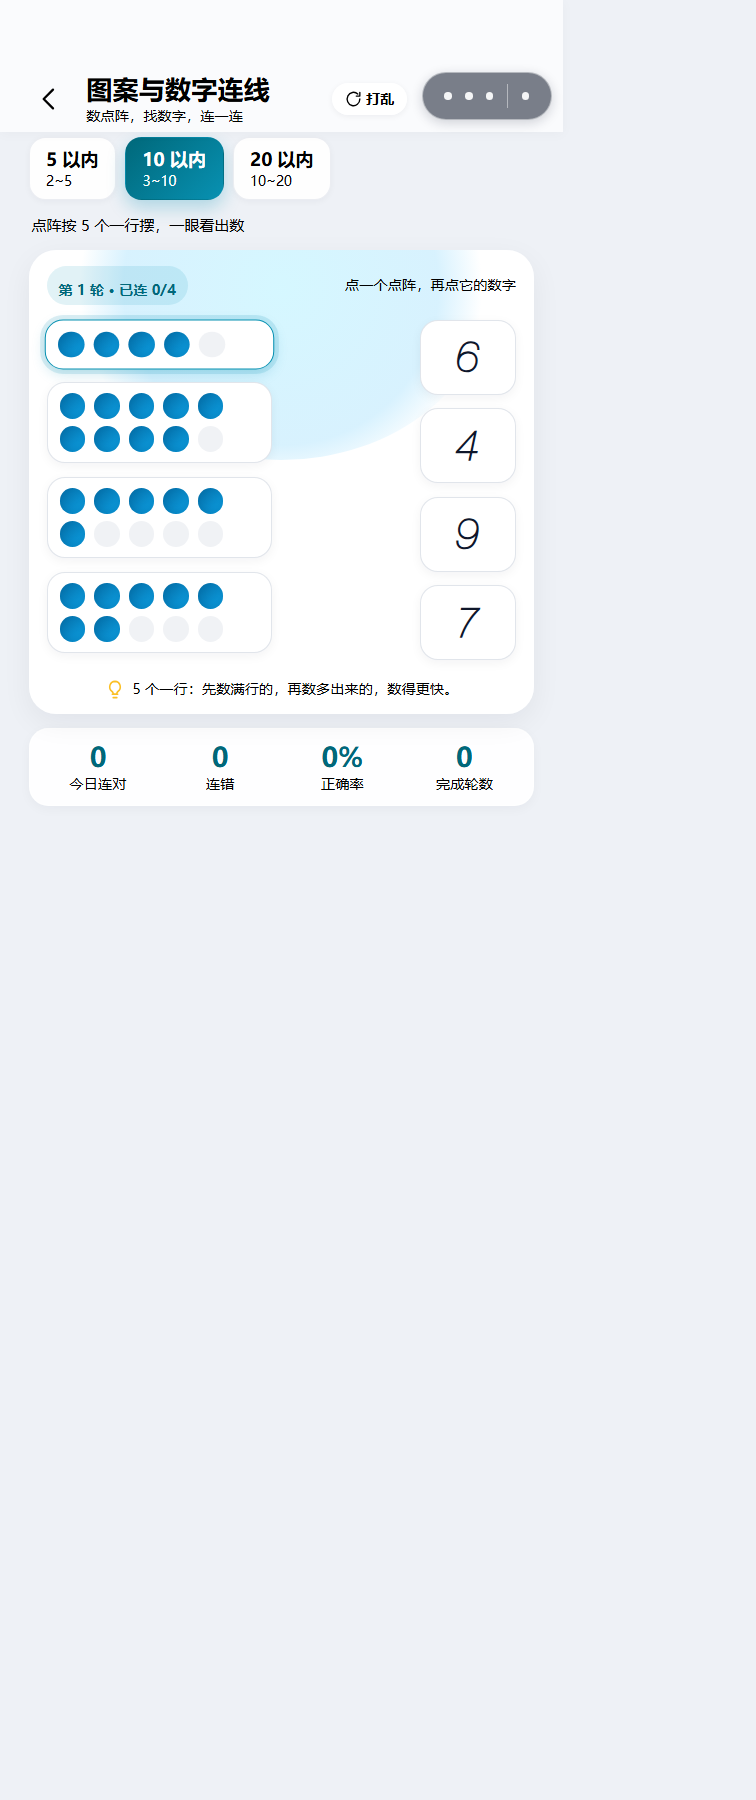 图案与数字连线
数点阵，找数字，连一连
打乱
5 以内
2~5
10 以内
3~10
20 以内
10~20
点阵按 5 个一行摆，一眼看出数
第 1 轮 • 已连 0/4
点一个点阵，再点它的数字
6
4
9
7
5 个一行：先数满行的，再数多出来的，数得更快。
0
今日连对
0
连错
0%
正确率
0
完成轮数